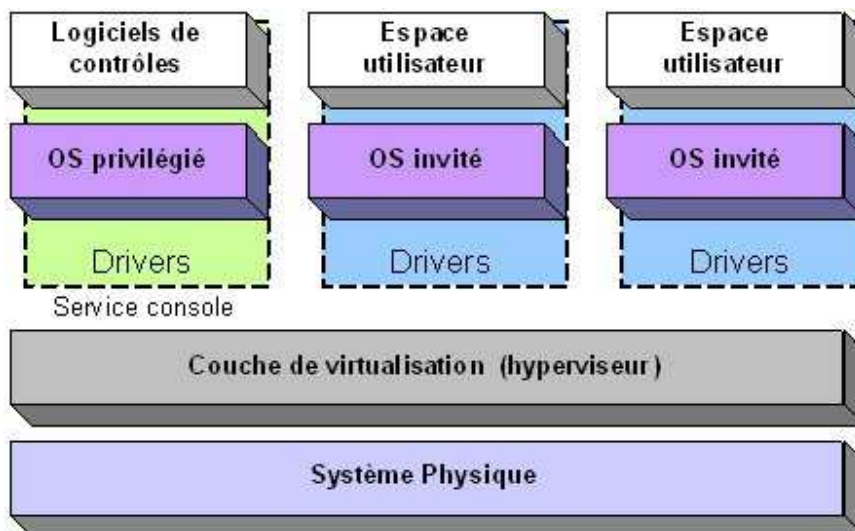 Logiciels de
contrôles
Espace
utilisateur
Espace
utilisateur
OS privilégié
OS invité
OS invité
Drivers
Drivers
Drivers
Service console
Couche de virtualisation (hyperviseur)
Système Physique